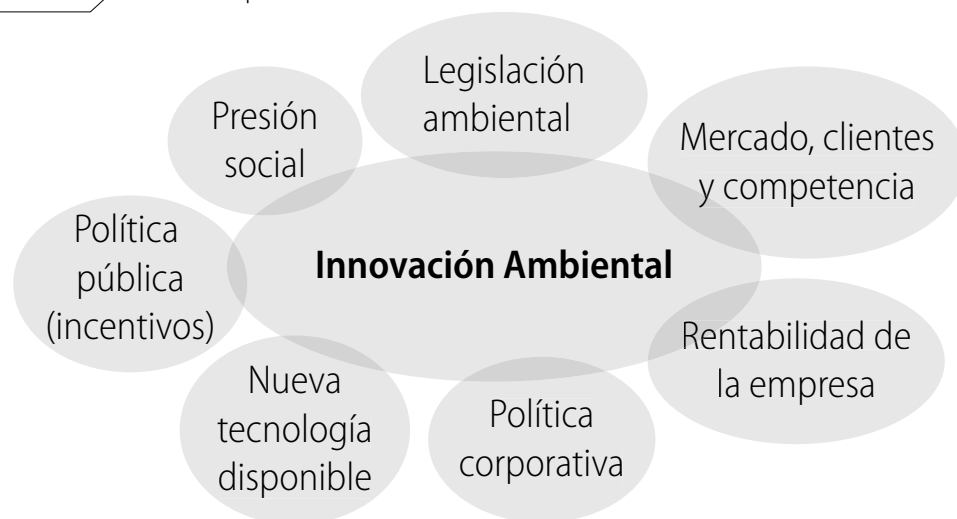 Legislación
ambiental
Presión
social
Mercado, clientes
y competencia
Política
pública
(incentivos)
Innovación Ambiental
Rentabilidad de
la empresa
Nueva
tecnología
disponible
Política
corporativa